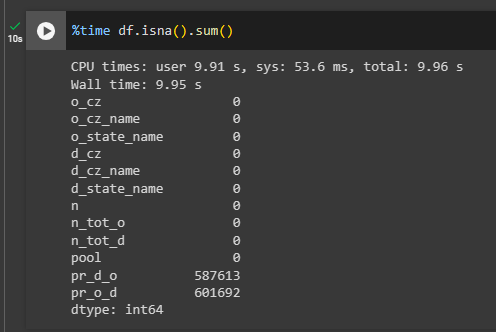 %time df.isna().sum()
10s
CPU times: user 9.91 s, sys: 53.6 ms, total: 9.96 s
Wall time: 9.95 s
o_cz 0
o_cz_name 0
o_state_name 0
d_cz 0
d_cz_name 0
d_state_name 0
n 0
n_tot_o 0
n_tot_d 0
pool 0
pr_d_o 587613
pr_o_d 601692
dtype: int64